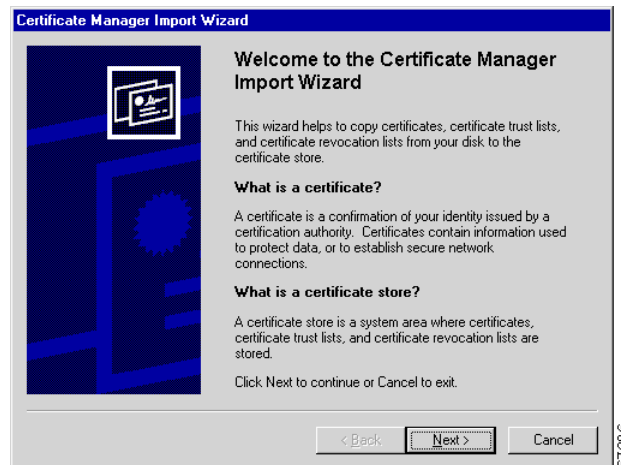 Certificate Manager Import Wizard
Welcome to the Certificate Manager
Import Wizard
This wizard helps to copy certificates, certificate trust lists,
and certificate revocation lists from your disk to the
certificate store.
What is a certificate?
A certificate is a confirmation of your identity issued by a
certification authority. Certificates contain information used
to protect data, or to establish secure network
connections.
What is a certificate store?
A certificate store is a system area where certificates,
certificate trust lists, and certificate revocation lists are
stored.
Click Next to continue or Cancel to exit.
< Back
Next >
Cancel